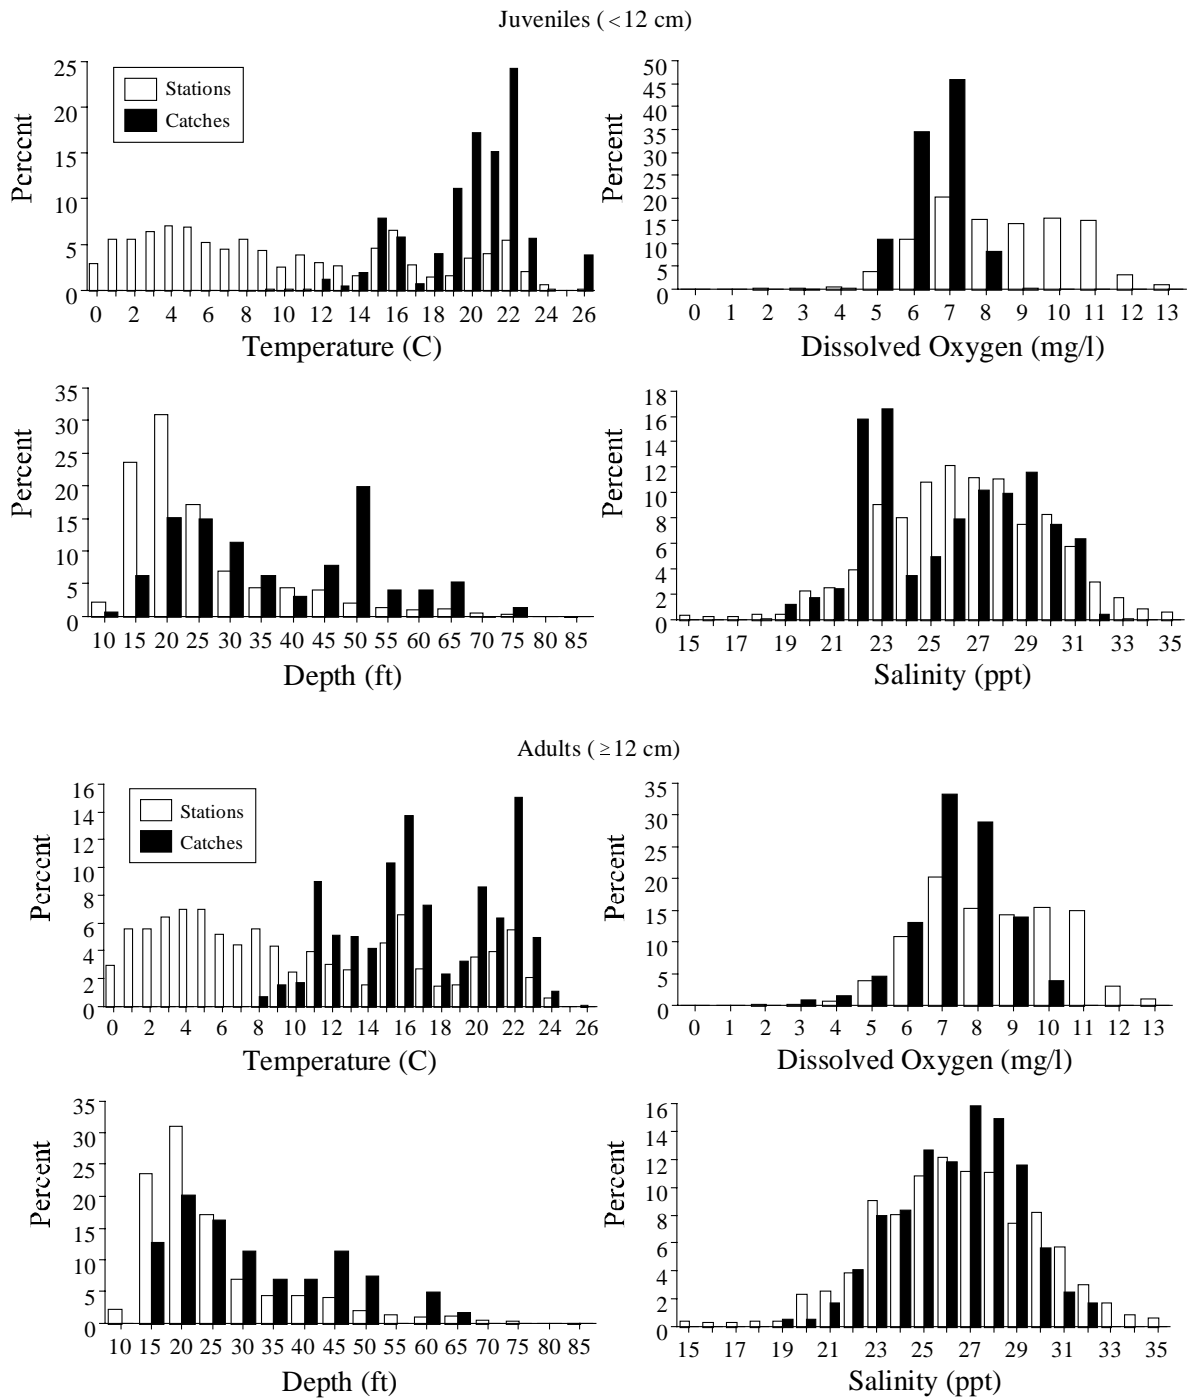 Juveniles (<12 cm)
Percent
25
20
15
10
5
0
Stations
Catches
0 2 4 6 8 10 12 14 16 18 20 22 24 26
Temperature (C)
Percent
50
45
40
35
30
25
20
15
10
5
0
0 1 2 3 4 5 6 7 8 9 10 11 12 13
Dissolved Oxygen (mg/l)
Percent
35
30
25
20
15
10
5
0
10 15 20 25 30 35 40 45 50 55 60 65 70 75 80 85
Depth (ft)
Percent
18
16
14
12
10
8
6
4
2
0
15 17 19 21 23 25 27 29 31 33 35
Salinity (ppt)
Adults (≥12 cm)
Percent
16
14
12
10
8
6
4
2
0
Stations
Catches
0 2 4 6 8 10 12 14 16 18 20 22 24 26
Temperature (C)
Percent
35
30
25
20
15
10
5
0
0 1 2 3 4 5 6 7 8 9 10 11 12 13
Dissolved Oxygen (mg/l)
Percent
35
30
25
20
15
10
5
0
10 15 20 25 30 35 40 45 50 55 60 65 70 75 80 85
Depth (ft)
Percent
16
14
12
10
8
6
4
2
0
15 17 19 21 23 25 27 29 31 33 35
Salinity (ppt)